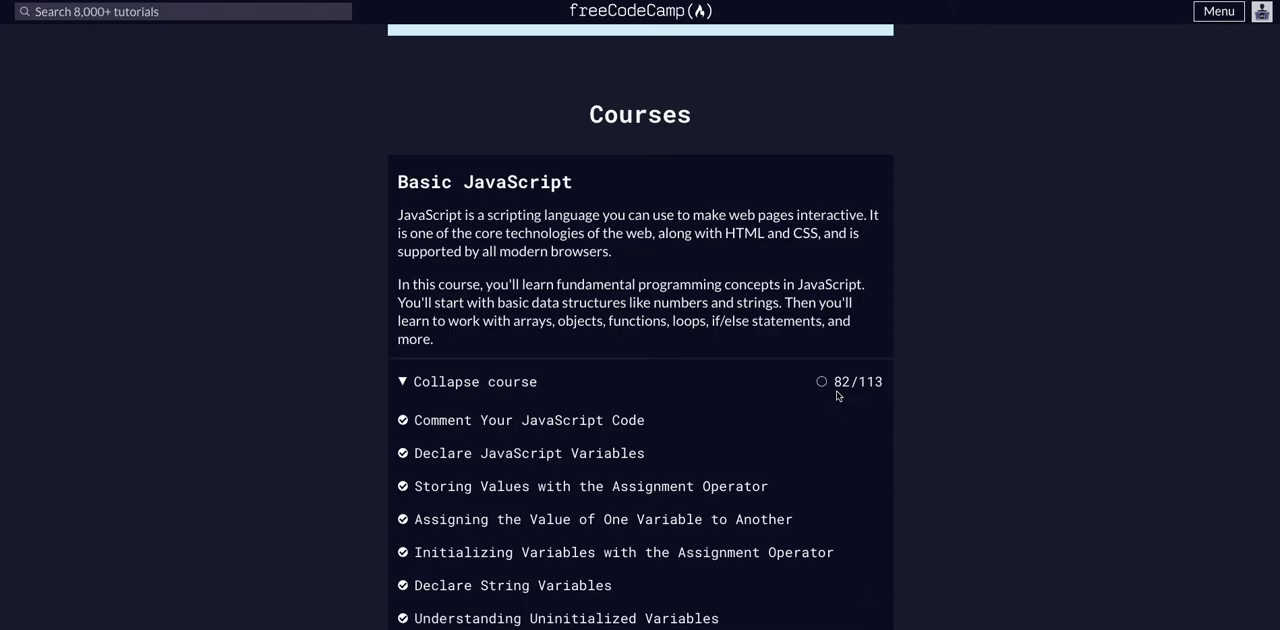 Search 8,000+ tutorials
freeCodeCamp
Menu
Courses
Basic JavaScript
JavaScript is a scripting language you can use to make web pages interactive. It
is one of the core technologies of the web, along with HTML and CSS, and is
supported by all modern browsers.
In this course, you'll learn fundamental programming concepts in JavaScript.
You'll start with basic data structures like numbers and strings. Then you'll
learn to work with arrays, objects, functions, loops, if/else statements, and
more.
Collapse course 82/113
Comment Your JavaScript Code
Declare JavaScript Variables
Storing Values with the Assignment Operator
Assigning the Value of One Variable to Another
Initializing Variables with the Assignment Operator
Declare String Variables
Understanding Uninitialized Variables